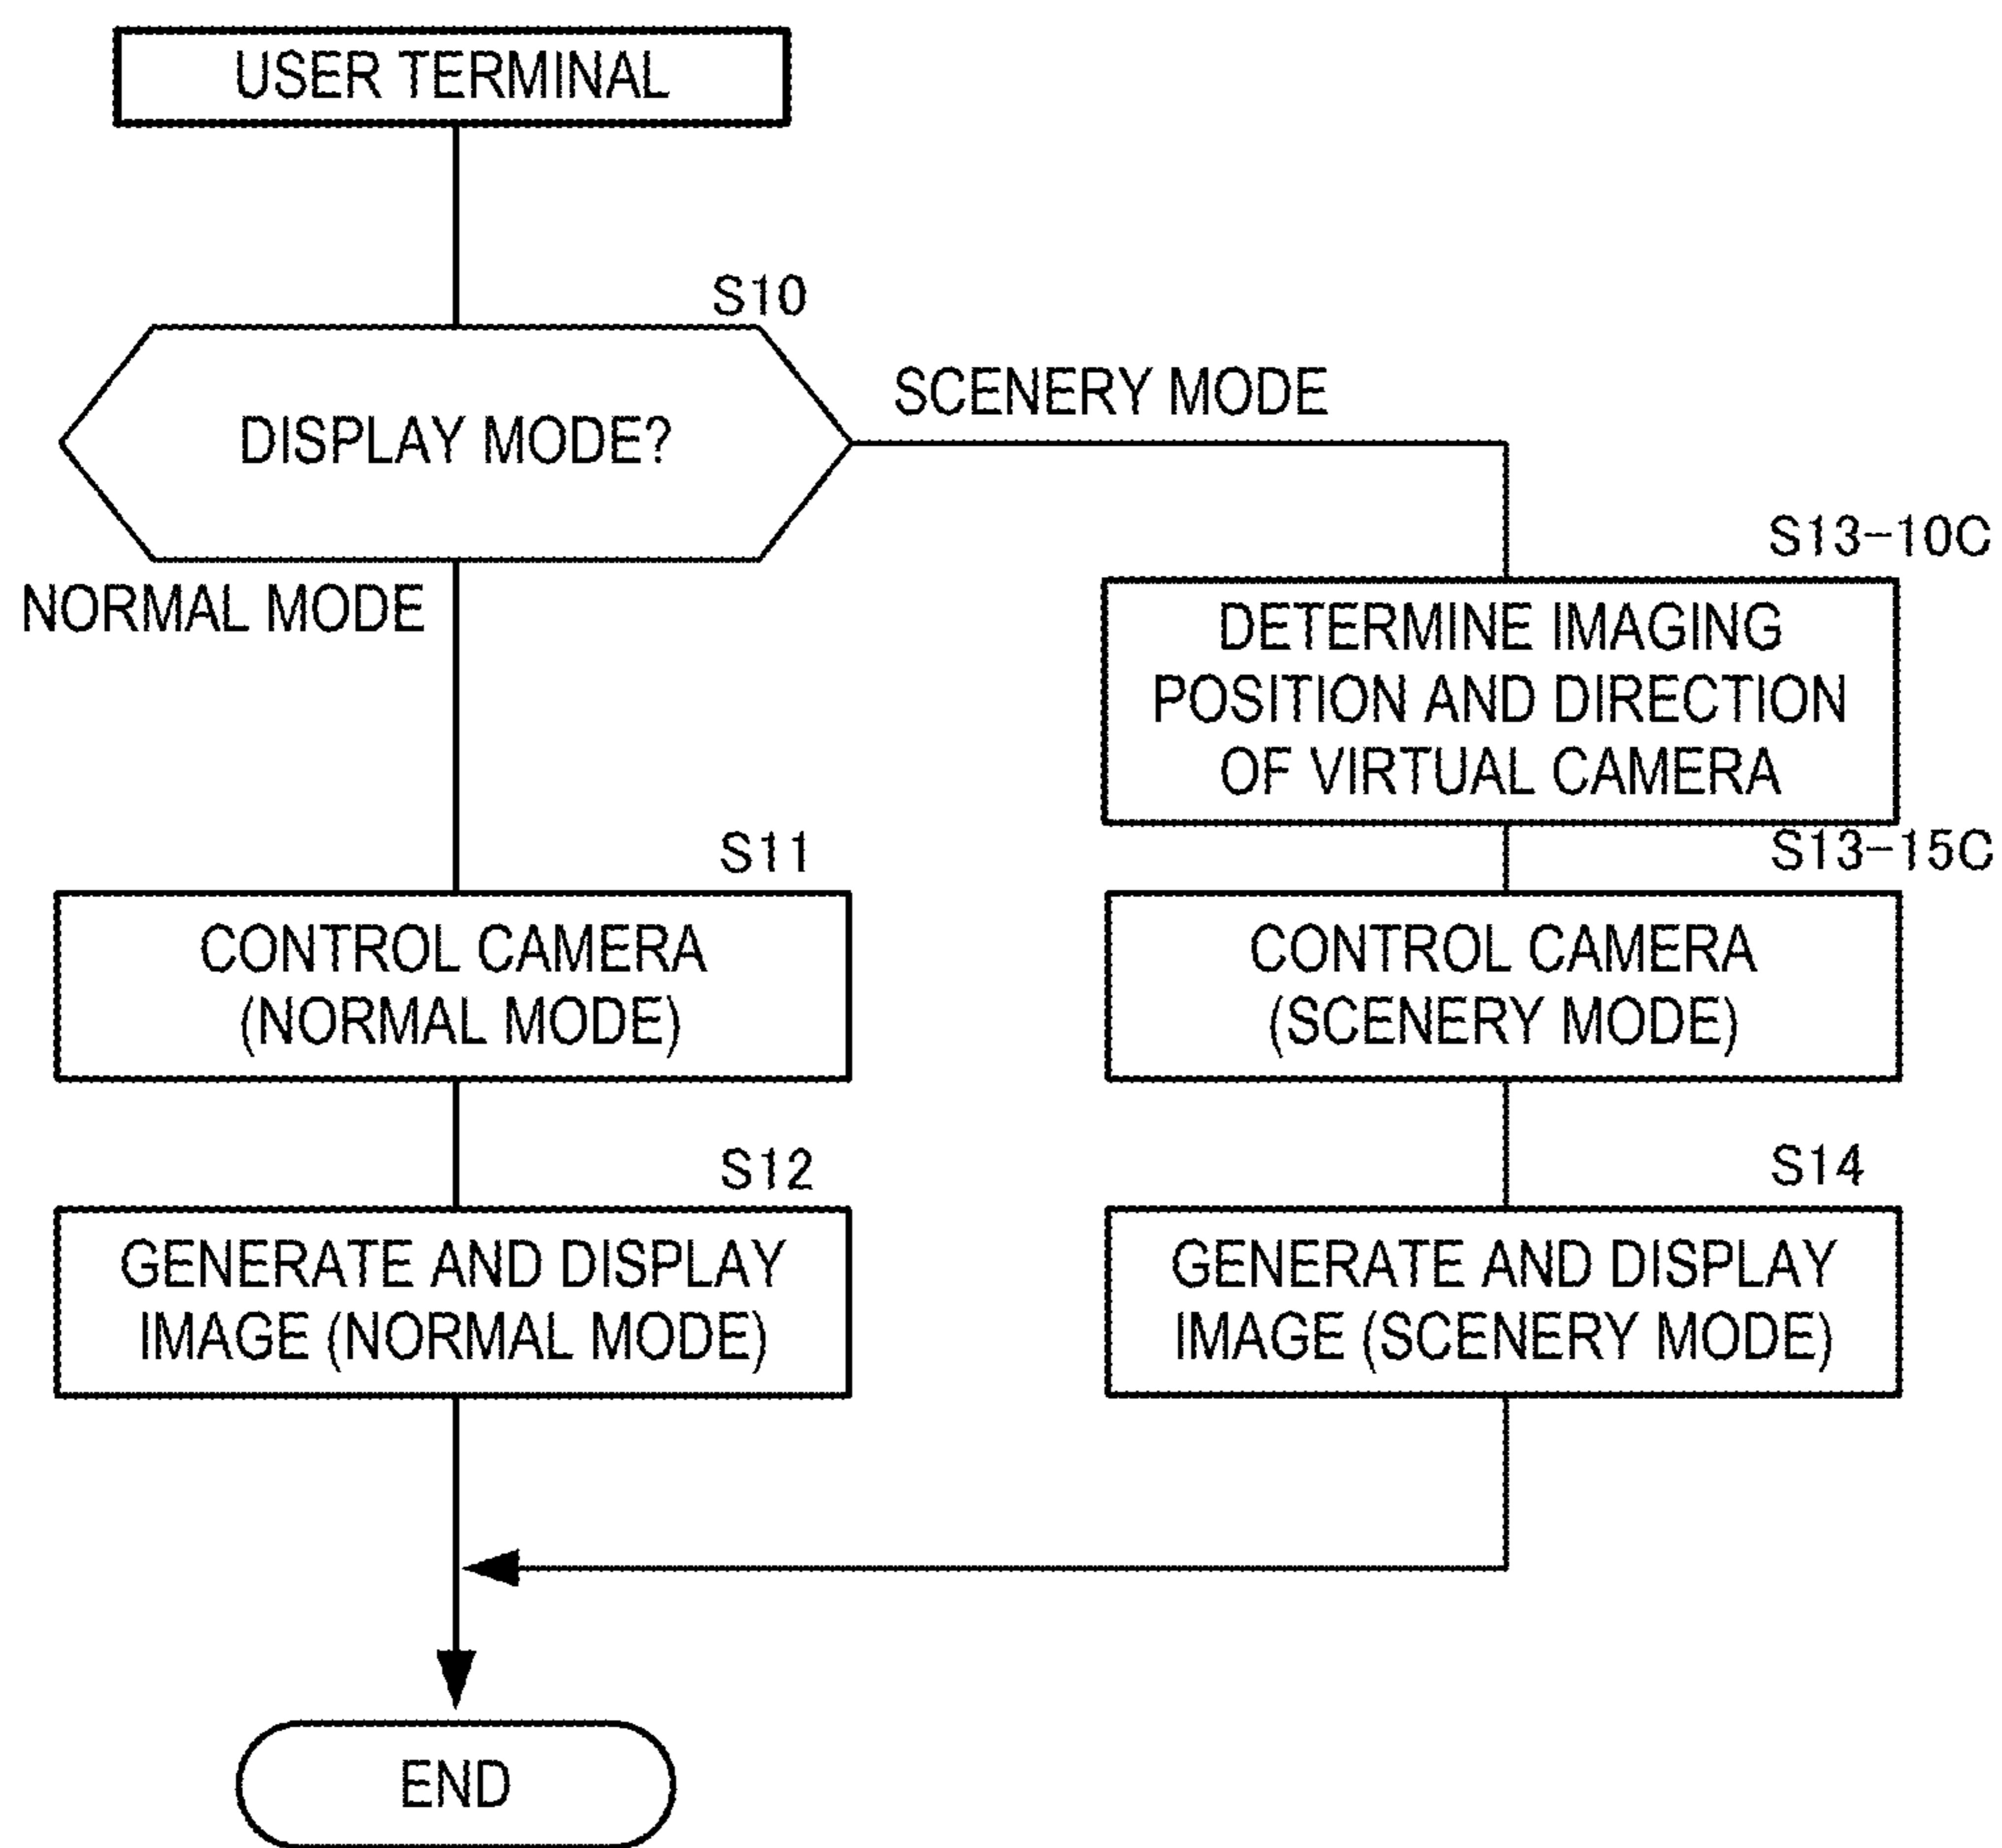 USER TERMINAL
S10
DISPLAY MODE?
SCENERY MODE
NORMAL MODE
S11
CONTROL CAMERA
(NORMAL MODE)
S12
GENERATE AND DISPLAY
IMAGE (NORMAL MODE)
S13-10C
DETERMINE IMAGING
POSITION AND DIRECTION
OF VIRTUAL CAMERA
S13-15C
CONTROL CAMERA
(SCENERY MODE)
S14
GENERATE AND DISPLAY
IMAGE (SCENERY MODE)
END